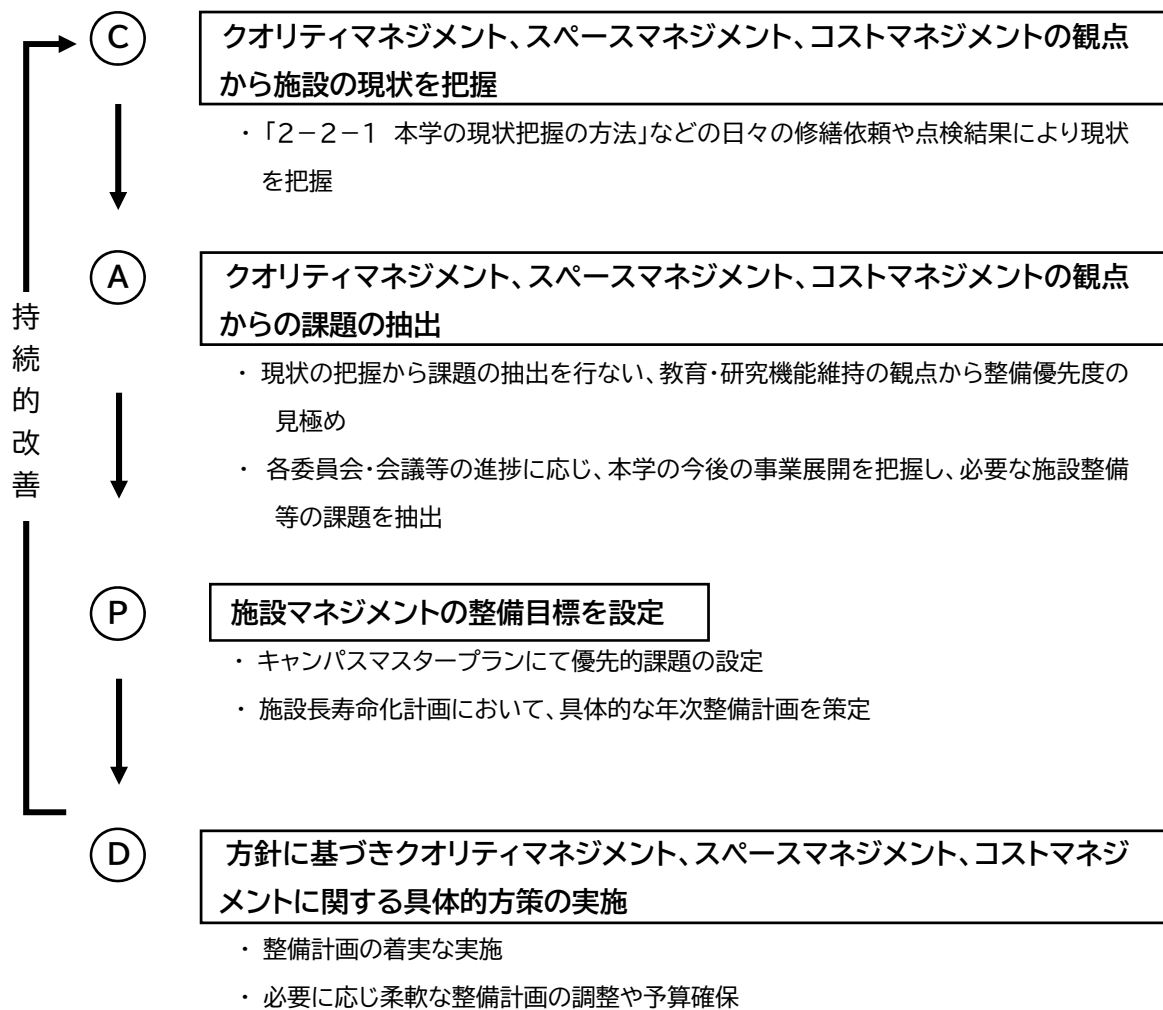 C
クオリティマネジメント、スペースマネジメント、コストマネジメントの観点
から施設の現状を把握
・「2－2－1 本学の現状把握の方法」などの日々の修繕依頼や点検結果により現状
を把握
A
クオリティマネジメント、スペースマネジメント、コストマネジメントの観点
からの課題の抽出
・ 現状の把握から課題の抽出を行ない、教育・研究機能維持の観点から整備優先度の
見極め
・ 各委員会・会議等の進捗に応じ、本学の今後の事業展開を把握し、必要な施設整備
等の課題を抽出
持続的改善
P
施設マネジメントの整備目標を設定
・ キャンパスマスタープランにて優先的課題の設定
・ 施設長寿命化計画において、具体的な年次整備計画を策定
D
方針に基づきクオリティマネジメント、スペースマネジメント、コストマネジ
メントに関する具体的方策の実施
・ 整備計画の着実な実施
・ 必要に応じ柔軟な整備計画の調整や予算確保